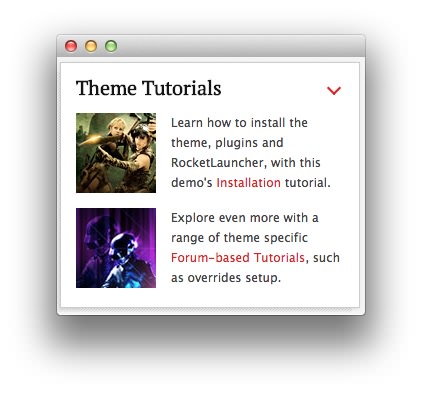 Theme Tutorials
Learn how to install the
theme, plugins and
RocketLauncher, with this
demo's Installation tutorial.
Explore even more with a
range of theme specific
Forum-based Tutorials, such
as overrides setup.